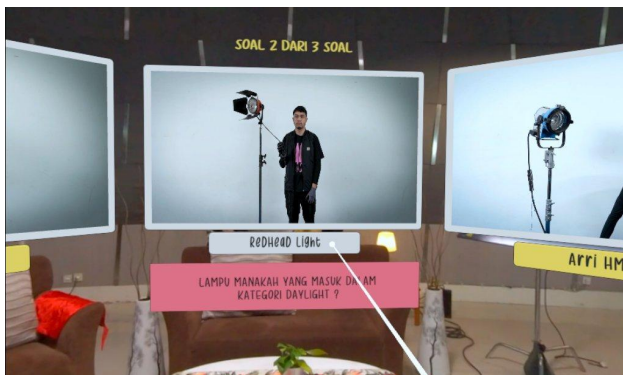 SOAL 2 DARI 3 SOAL
ReDHeaD Light
Arri HM
LAMPU MANAKAH YANG MASUK DALAM
KATEGORI DAYLIGHT ?